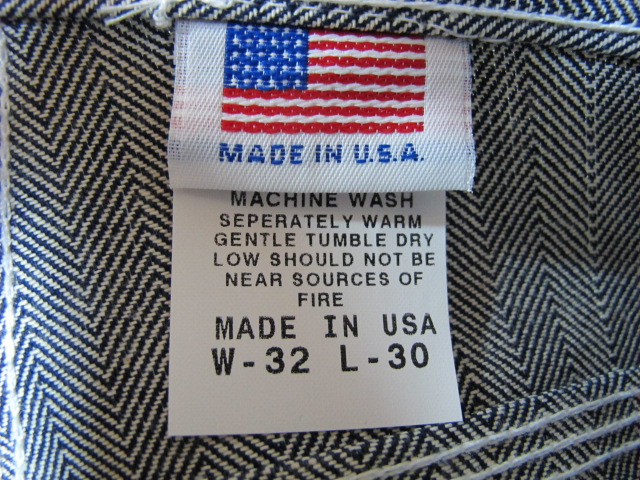 MADE IN U.S.A.
MACHINE WASH
SEPERATELY WARM
GENTLE TUMBLE DRY
LOW SHOULD NOT BE
NEAR SOURCES OF
FIRE
MADE IN USA
W-32 L-30